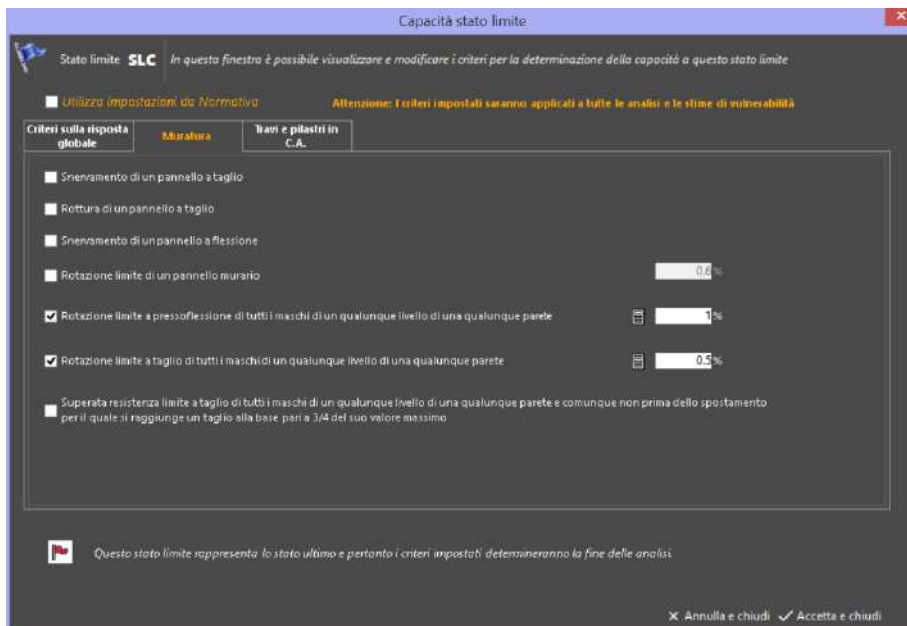 Capacità stato limite
Stato limite SLC In questa finestra è possibile visualizzare e modificare i criteri per la determinazione della capacità a questo stato limite
Utilizza impostazioni da Normativa Attenzione: I criteri impostati saranno applicati a tutte le analisi e le stime di vulnerabilità
Criteri sulla risposta globale
Muratura
Travi e pilastri in C.A.
Snervamento di un pannello a taglio
Rottura di un pannello a taglio
Snervamento di un pannello a flessione
Rotazione limite di un pannello murario 0.6 %
Rotazione limite a pressoflessione di tutti i maschi di un qualunque livello di una qualunque parete 1 %
Rotazione limite a taglio di tutti i maschi di un qualunque livello di una qualunque parete 0.5 %
Superata resistenza limite a taglio di tutti i maschi di un qualunque livello di una qualunque parete e comunque non prima dello spostamento
per il quale si raggiunge un taglio alla base pari a 3/4 del suo valore massimo
Questo stato limite rappresenta lo stato ultimo e pertanto i criteri impostati determineranno la fine delle analisi.
Annulla e chiudi Accetta e chiudi